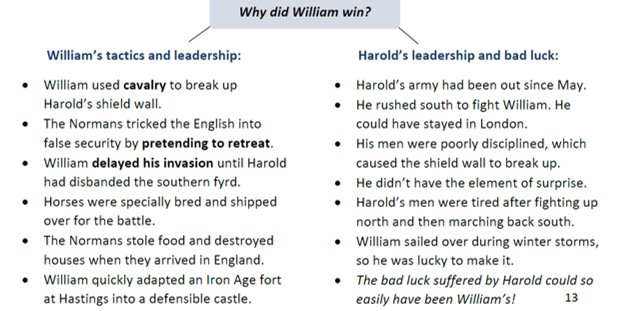 Why did William win?
William's tactics and leadership:
• William used cavalry to break up
Harold's shield wall.
• The Normans tricked the English into
false security by pretending to retreat.
• William delayed his invasion until Harold
had disbanded the southern fyrd.
• Horses were specially bred and shipped
over for the battle.
• The Normans stole food and destroyed
houses when they arrived in England.
• William quickly adapted an Iron Age fort
at Hastings into a defensible castle.
Harold's leadership and bad luck:
• Harold's army had been out since May.
• He rushed south to fight William. He
could have stayed in London.
• His men were poorly disciplined, which
caused the shield wall to break up.
• He didn't have the element of surprise.
• Harold's men were tired after fighting up
north and then marching back south.
• William sailed over during winter storms,
so he was lucky to make it.
• The bad luck suffered by Harold could so
easily have been William's!
13